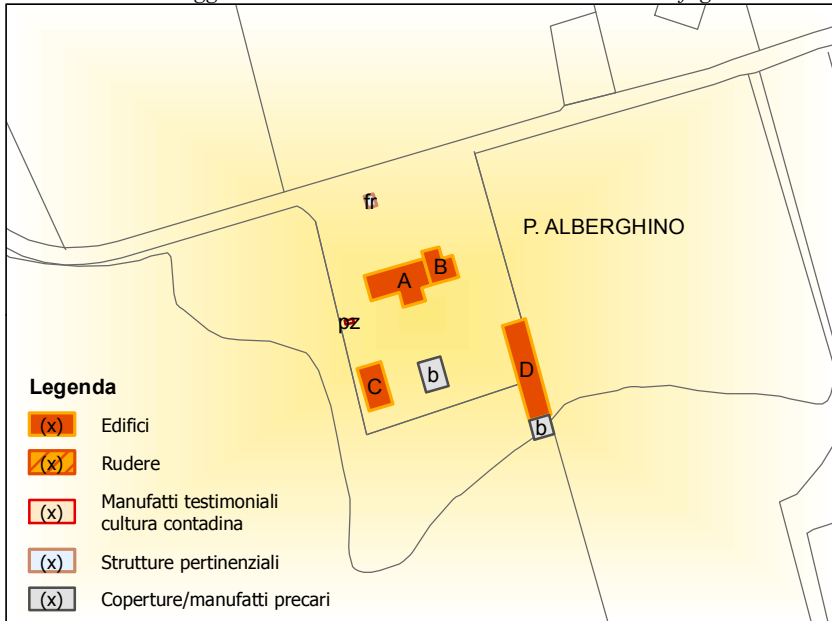 fr
P. ALBERGHINO
B
A
pz
D
b
C
b
Legenda
(x) Edifici
(x) Rudere
(x) Manufatti testimoniali
cultura contadina
(x) Strutture pertinenziali
(x) Coperture/manufatti precari